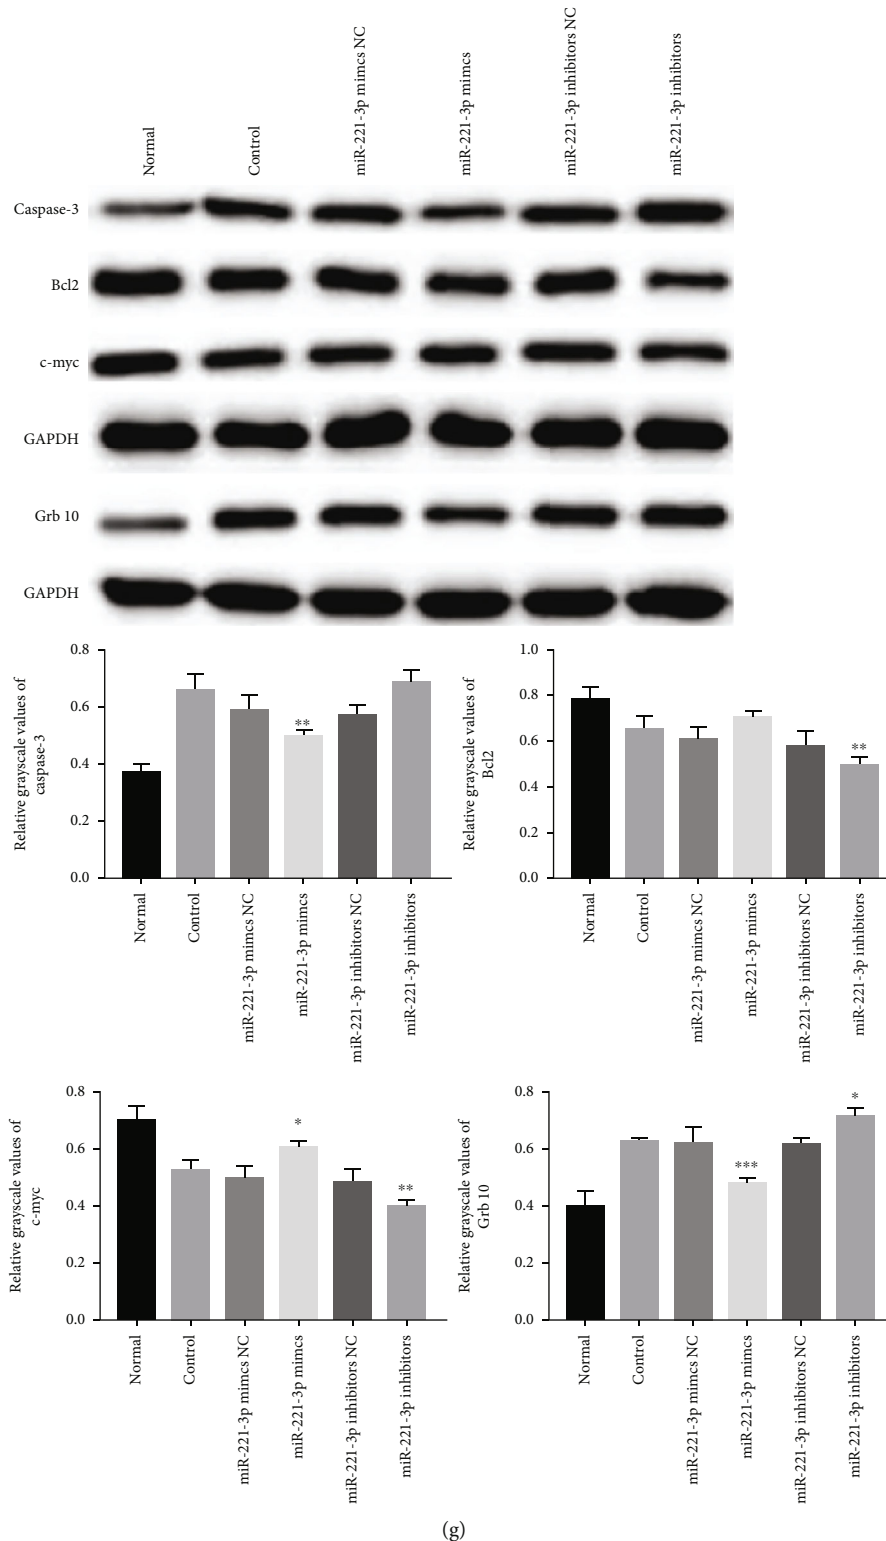 Normal
Control
miR-221-3p mimcs NC
miR-221-3p mimcs
miR-221-3p inhibitors NC
miR-221-3p inhibitors
Caspase-3
Bcl2
c-myc
GAPDH
Grb 10
GAPDH
Relative grayscale values of
caspase-3
0.8
0.6
0.4
0.2
0.0
**
Normal
Control
miR-221-3p mimcs NC
miR-221-3p mimcs
miR-221-3p inhibitors NC
miR-221-3p inhibitors
Relative grayscale values of
Bcl2
1.0
0.8
0.6
0.4
0.2
0.0
**
Normal
Control
miR-221-3p mimcs NC
miR-221-3p mimcs
miR-221-3p inhibitors NC
miR-221-3p inhibitors
Relative grayscale values of
c-myc
0.8
0.6
0.4
0.2
0.0
*
**
Normal
Control
miR-221-3p mimcs NC
miR-221-3p mimcs
miR-221-3p inhibitors NC
miR-221-3p inhibitors
Relative grayscale values of
Grb 10
0.8
0.6
0.4
0.2
0.0
***
*
Normal
Control
miR-221-3p mimcs NC
miR-221-3p mimcs
miR-221-3p inhibitors NC
miR-221-3p inhibitors
(g)